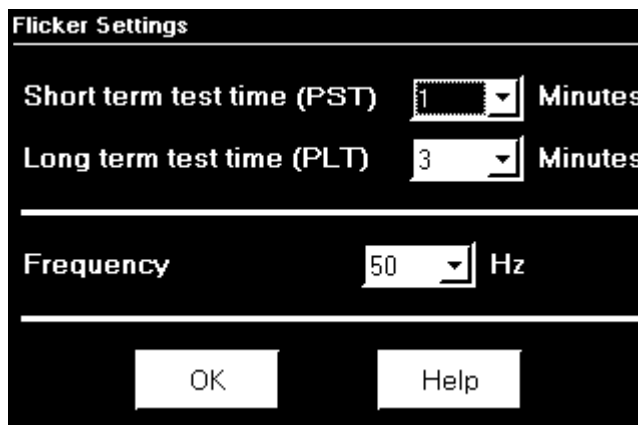 Flicker Settings
Short term test time (PST) 1 Minutes
Long term test time (PLT) 3 Minutes
Frequency 50 Hz
OK Help